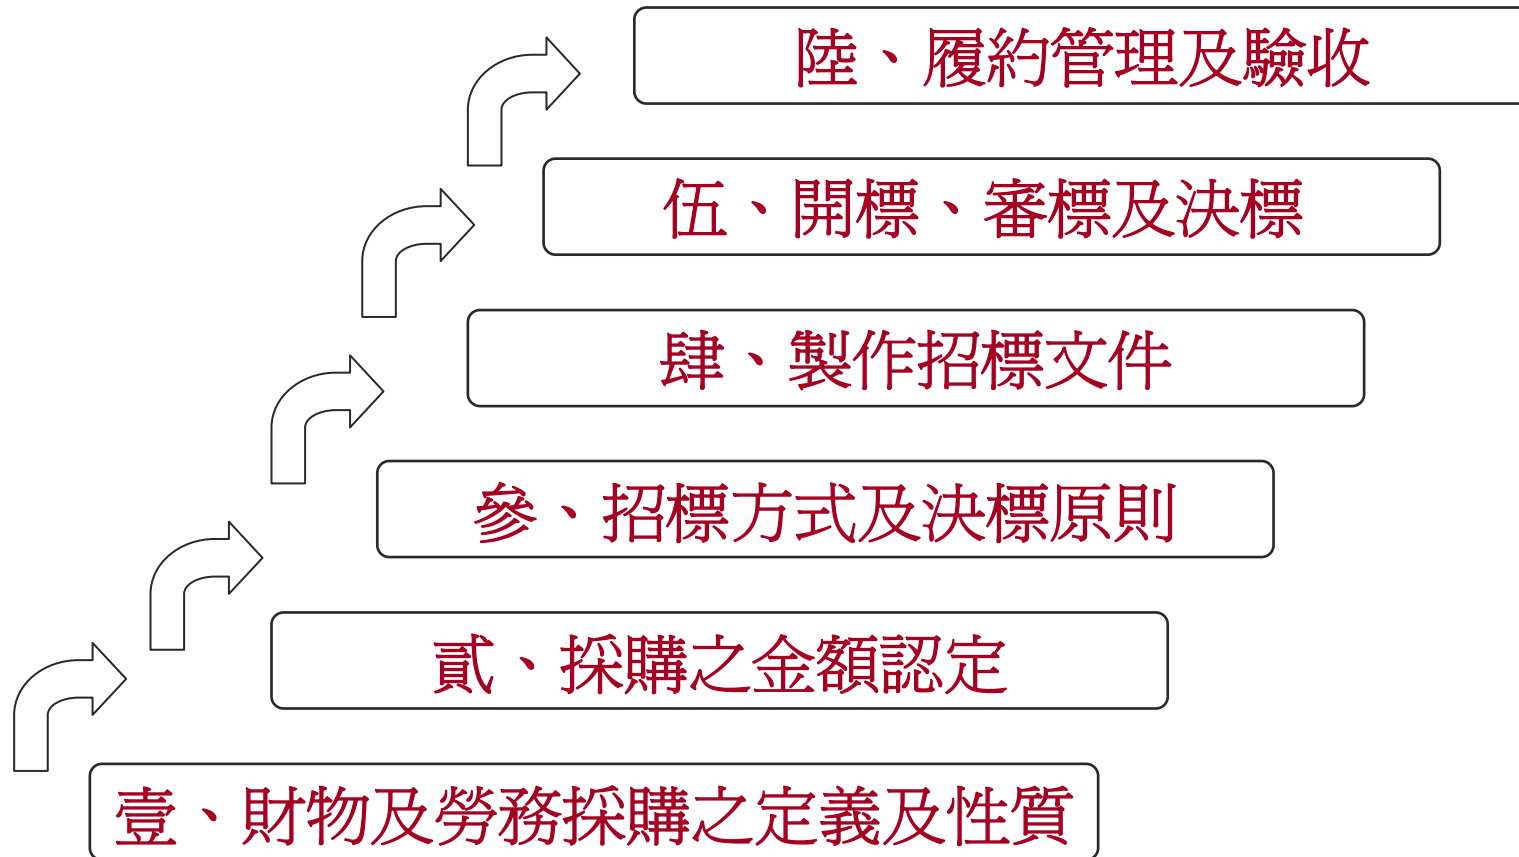 陸、履約管理及驗收
伍、開標、審標及決標
肆、製作招標文件
參、招標方式及決標原則
貳、採購之金額認定
壹、財物及勞務採購之定義及性質